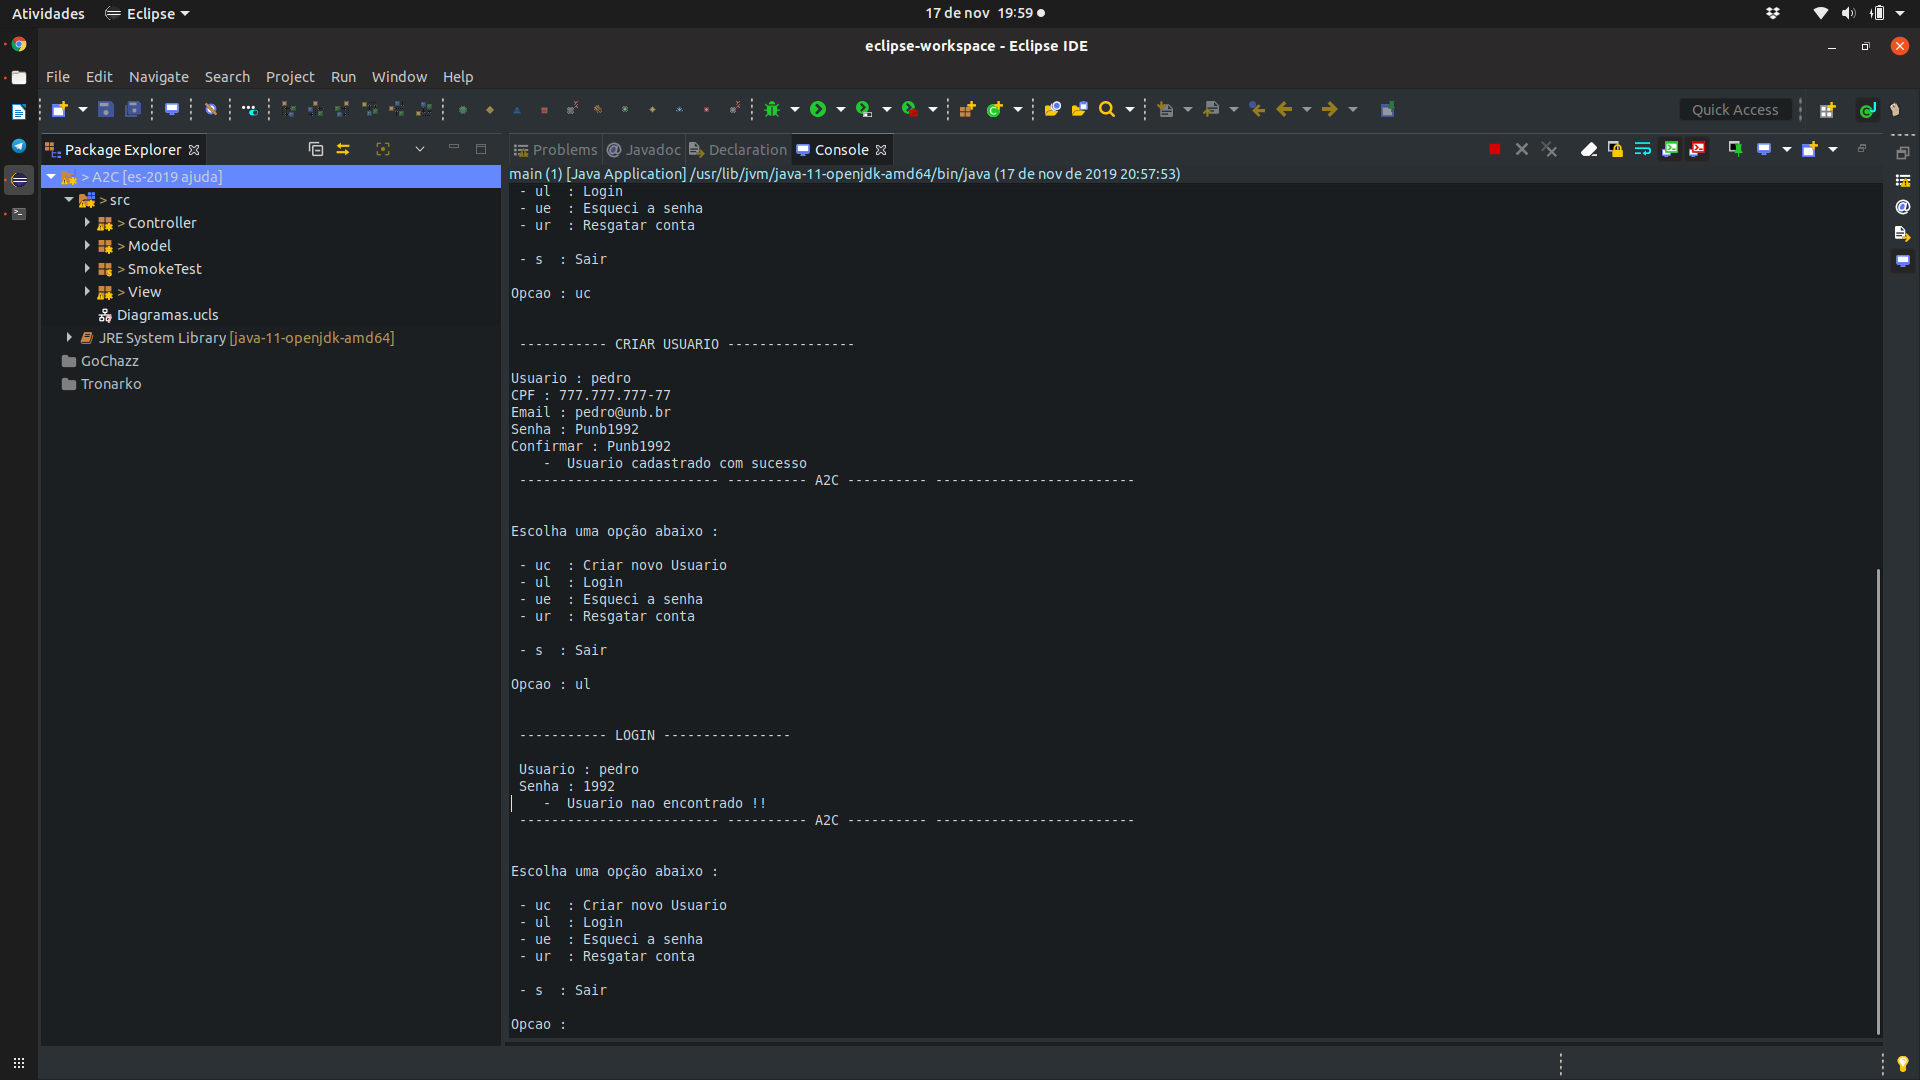 Atividades
Eclipse
17 de nov 19:59
eclipse-workspace - Eclipse IDE
File Edit Navigate Search Project Run Window Help
Quick Access
Package Explorer
> A2C [es-2019 ajuda]
> src
> Controller
> Model
> SmokeTest
> View
Diagramas.ucls
JRE System Library [java-11-openjdk-amd64]
GoChazz
Tronarko
Problems
@ Javadoc
Declaration
Console
main (1) [Java Application] /usr/lib/jvm/java-11-openjdk-amd64/bin/java (17 de nov de 2019 20:57:53)
- ul : Login
- ue : Esqueci a senha
- ur : Resgatar conta
- s : Sair
Opcao : uc
----------- CRIAR USUARIO ----------------
Usuario : pedro
CPF : 777.777.777-77
Email : pedro@unb.br
Senha : Punb1992
Confirmar : Punb1992
- Usuario cadastrado com sucesso
------------------------- ---------- A2C ---------- -------------------------
Escolha uma opção abaixo :
- uc : Criar novo Usuario
- ul : Login
- ue : Esqueci a senha
- ur : Resgatar conta
- s : Sair
Opcao : ul
----------- LOGIN ----------------
Usuario : pedro
Senha : 1992
- Usuario nao encontrado !!
------------------------- ---------- A2C ---------- -------------------------
Escolha uma opção abaixo :
- uc : Criar novo Usuario
- ul : Login
- ue : Esqueci a senha
- ur : Resgatar conta
- s : Sair
Opcao :